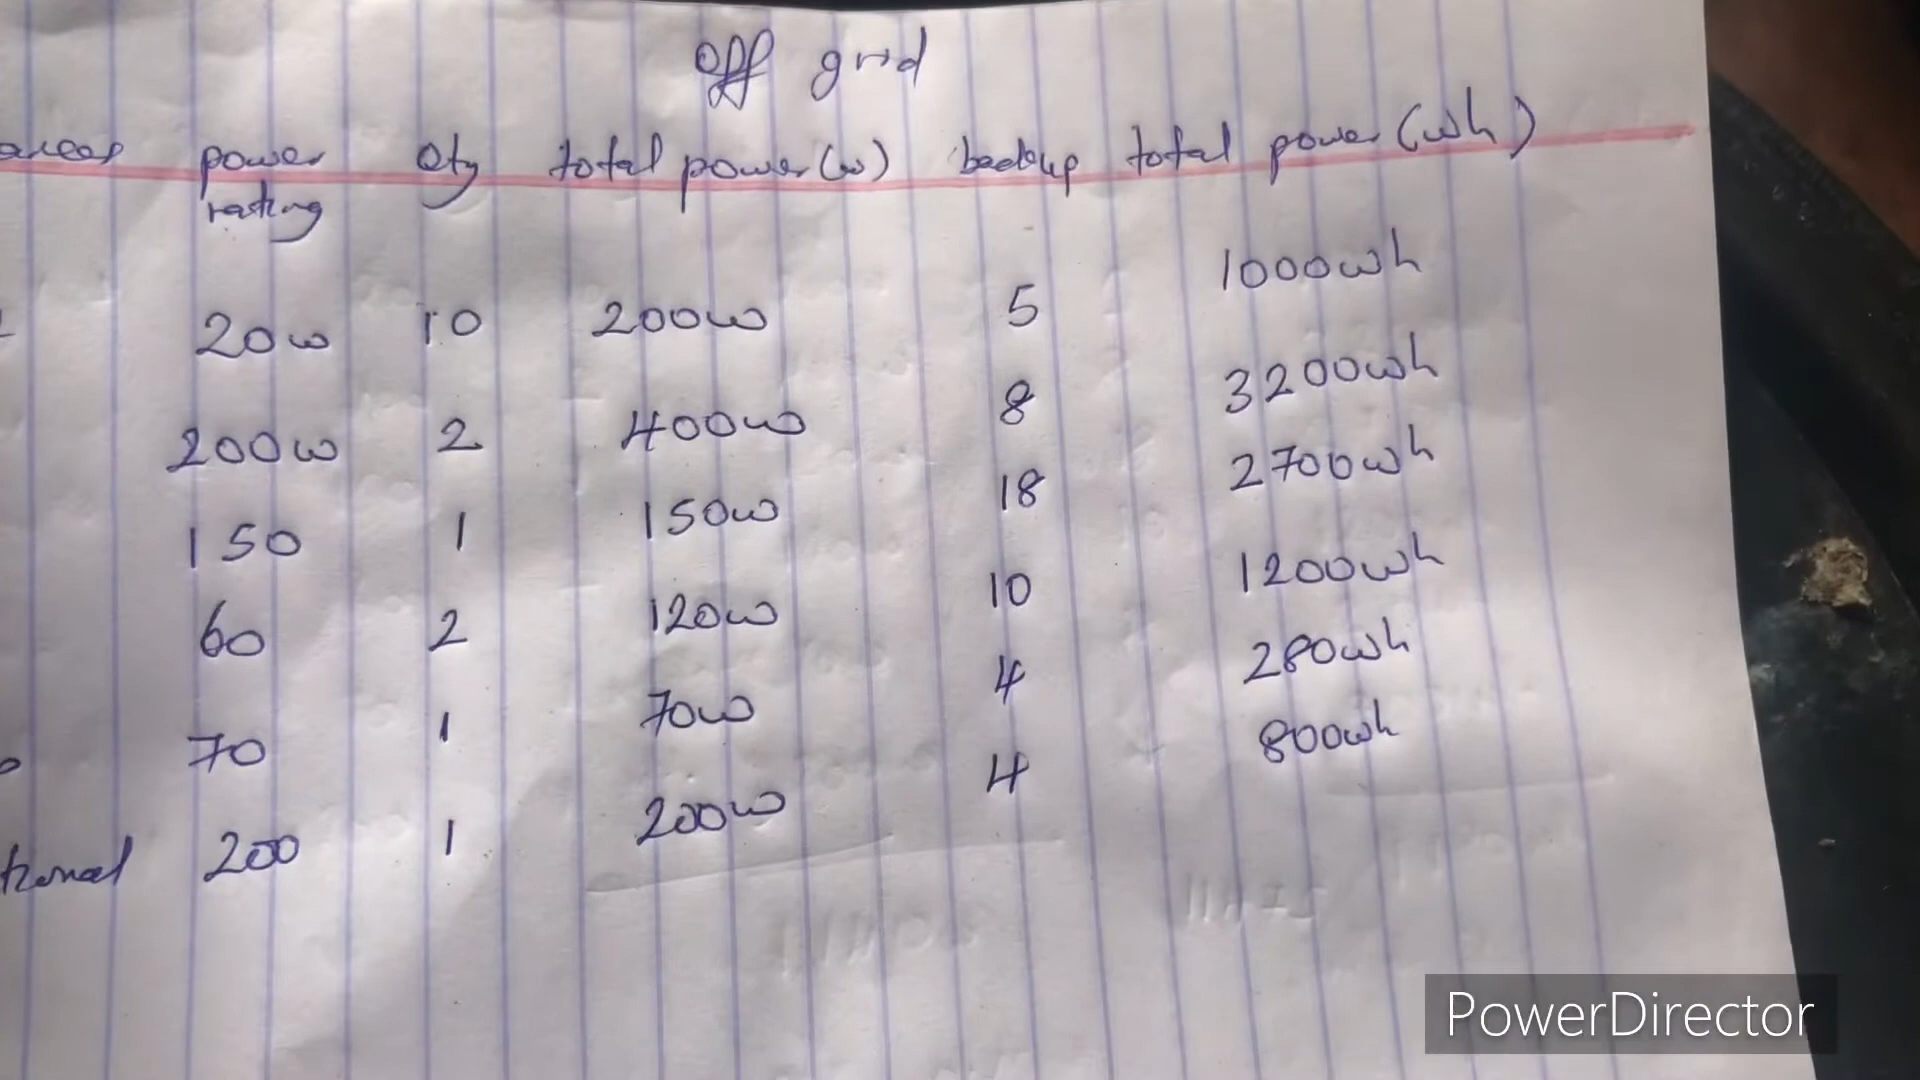 Off grid
power rating Qty total power (w) backup total power (wh)
20w 10 200w 5 1000wh
200w 2 400w 8 3200wh
150 1 150w 18 2700wh
60 2 120w 10 1200wh
70 1 70w 4 280wh
200 1 200w 4 800wh
PowerDirector